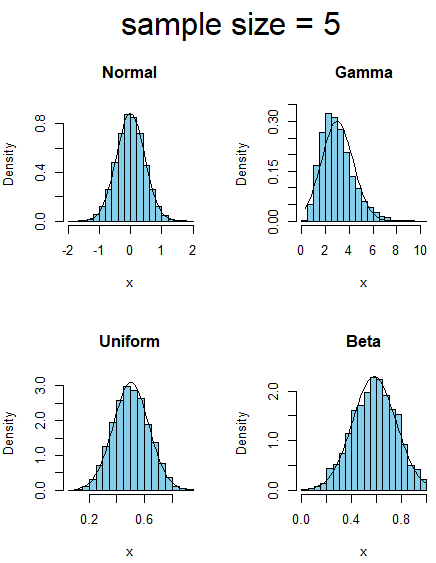 sample size = 5
Normal
Density
0.0 0.4 0.8
-2 -1 0 1 2
x
Gamma
Density
0.00 0.15 0.30
0 2 4 6 8 10
x
Uniform
Density
0.0 1.0 2.0 3.0
0.2 0.6
x
Beta
Density
0.0 1.0 2.0
0.0 0.4 0.8
x